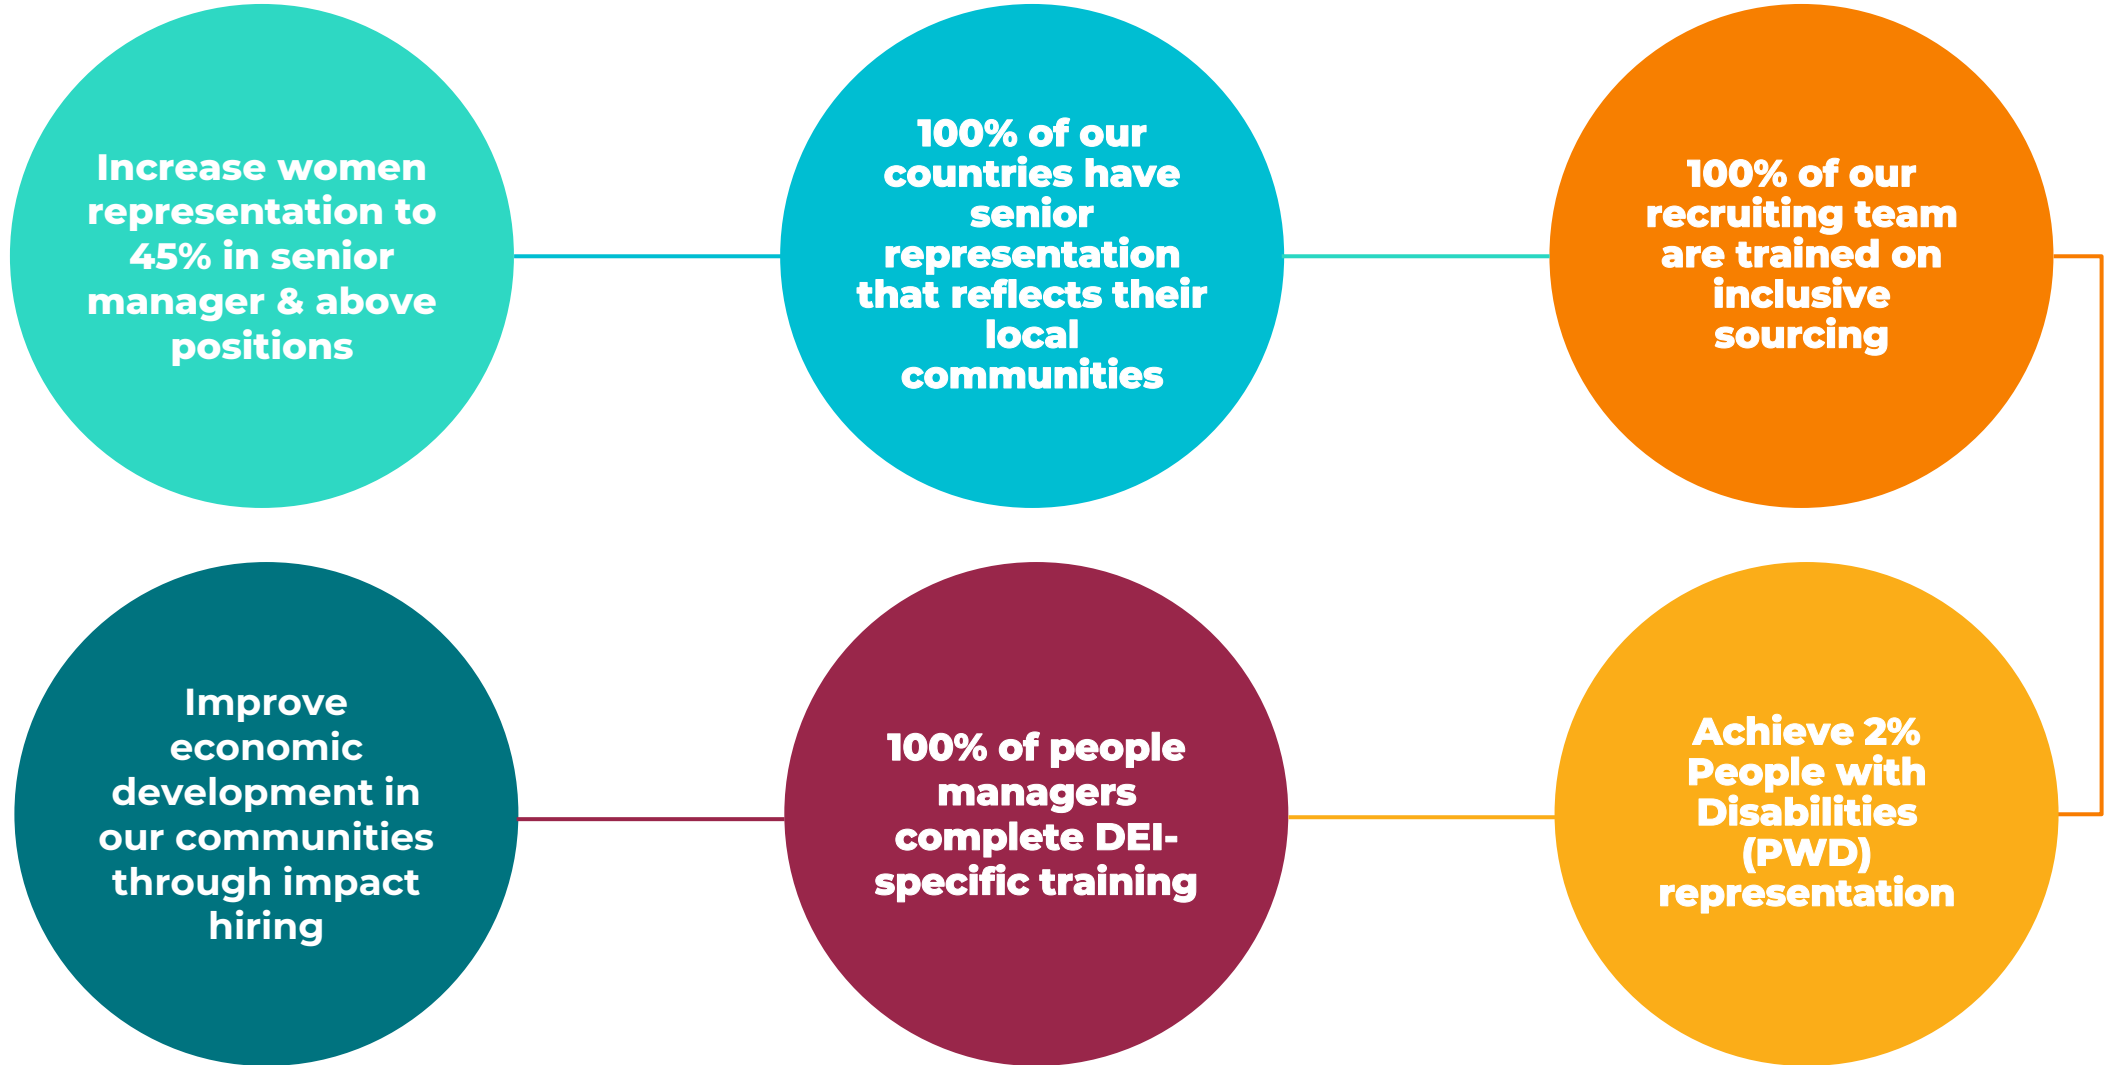 Increase women
representation to
45% in senior
manager & above
positions
100% of our
countries have
senior
representation
that reflects their
local
communities
100% of our
recruiting team
are trained on
inclusive
sourcing
Improve
economic
development in
our communities
through impact
hiring
100% of people
managers
complete DEI-
specific training
Achieve 2%
People with
Disabilities
(PWD)
representation